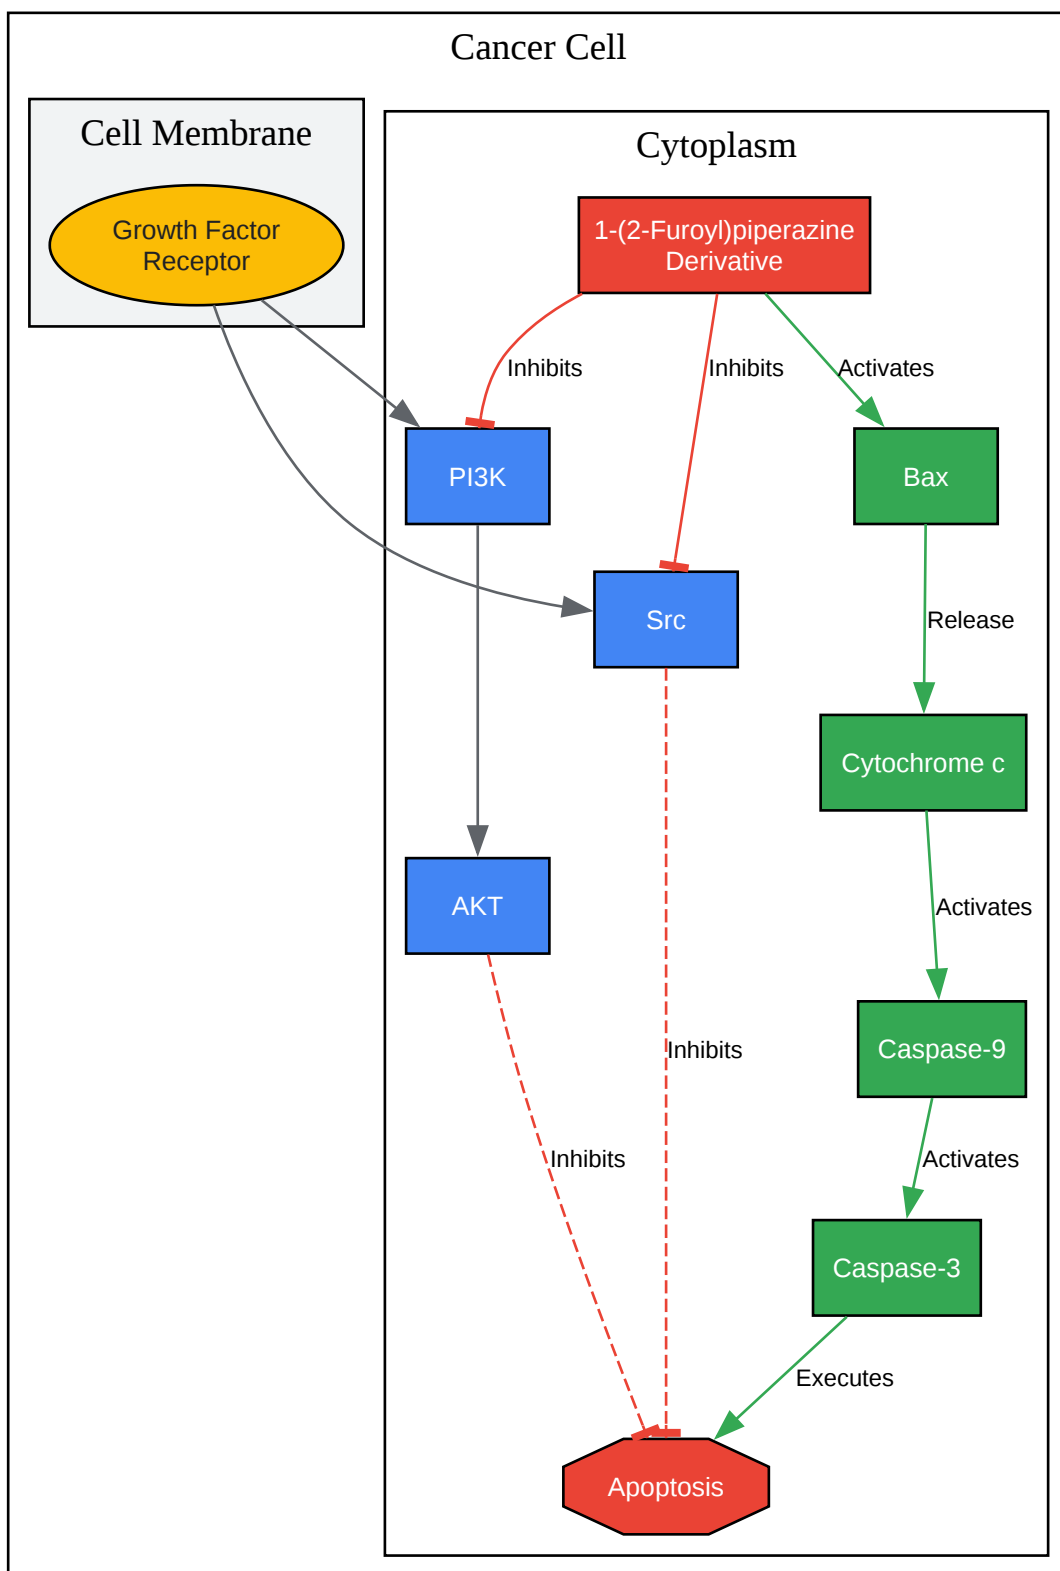 Cancer Cell
Cell Membrane
Cytoplasm
Growth Factor
Receptor
1-(2-Furoyl)piperazine
Derivative
Inhibits
Inhibits
Activates
PI3K
Bax
Src
Release
Cytochrome c
AKT
Activates
Inhibits
Caspase-9
Inhibits
Activates
Caspase-3
Executes
Apoptosis